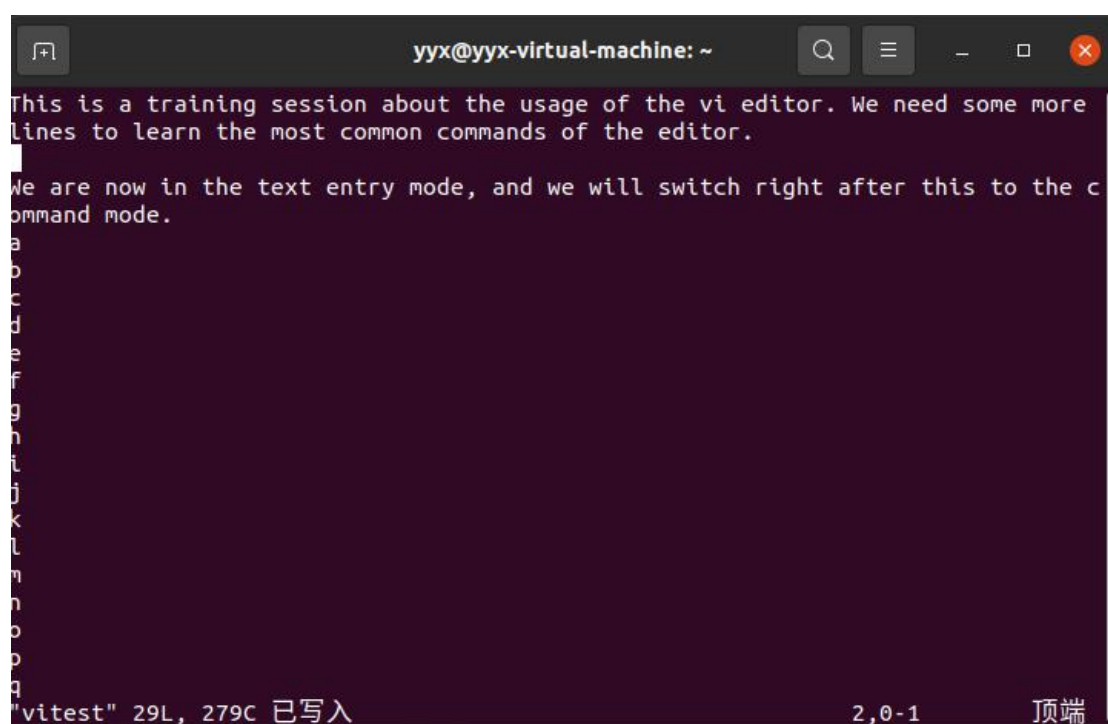 yyx@yyx-virtual-machine: ~
This is a training session about the usage of the vi editor. We need some more
lines to learn the most common commands of the editor.
We are now in the text entry mode, and we will switch right after this to the c
ommand mode.
a
b
c
d
e
f
g
h
i
j
k
l
m
n
o
p
q
"vitest" 29L, 279C 已写入 2,0-1 顶端